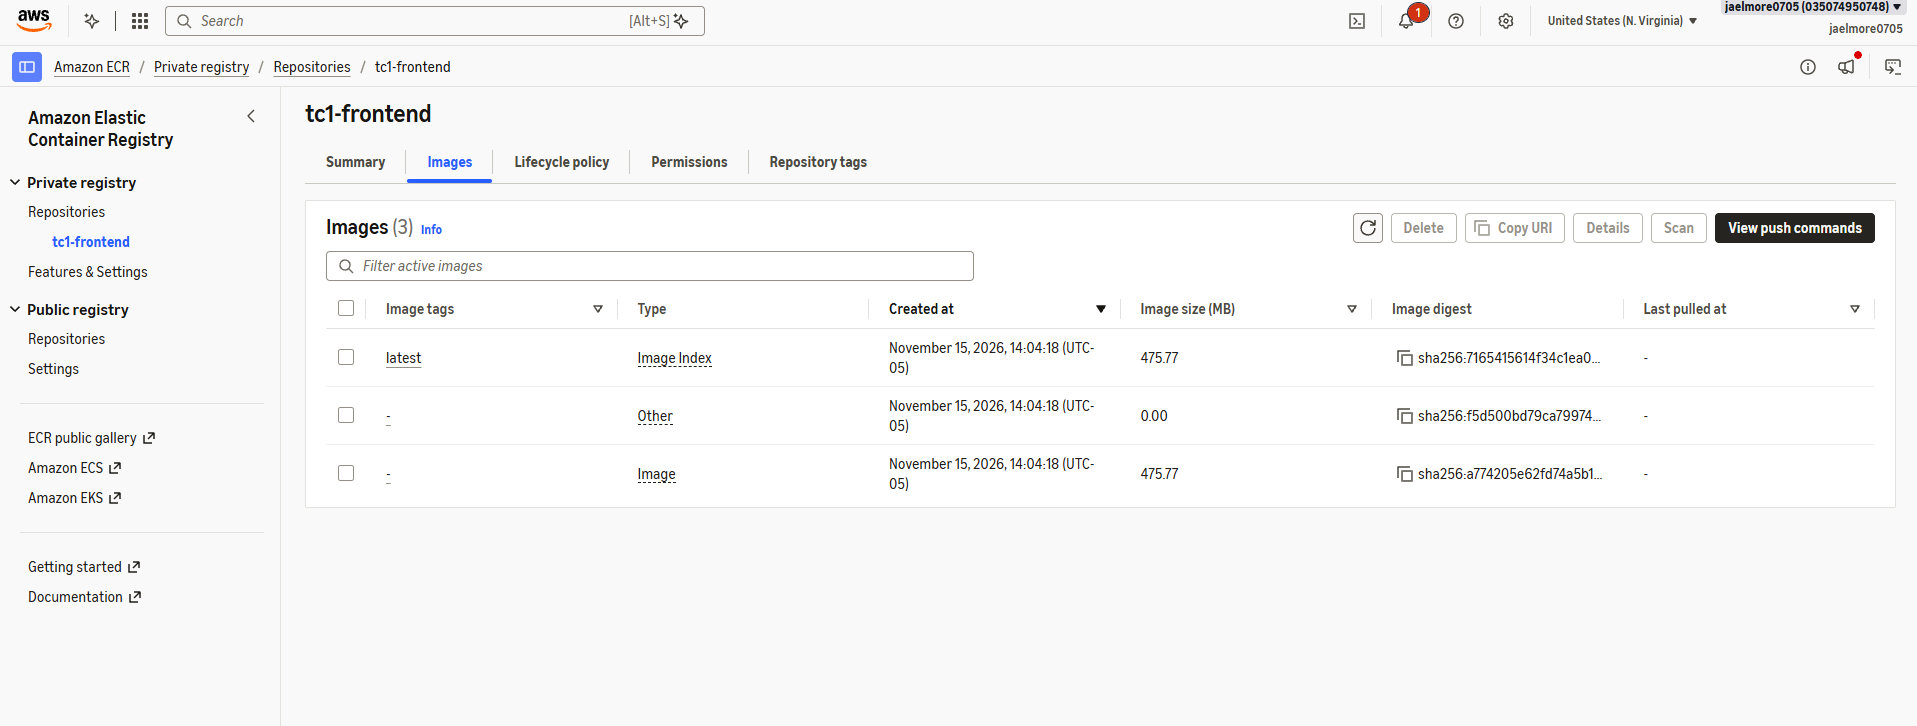 aws
Search [Alt+S]
1
United States (N. Virginia)
jaelmore0705 (035074950748)
jaelmore0705
Amazon ECR / Private registry / Repositories / tc1-frontend
Amazon Elastic
Container Registry
Private registry
Repositories
tc1-frontend
Features & Settings
Public registry
Repositories
Settings
ECR public gallery
Amazon ECS
Amazon EKS
Getting started
Documentation
tc1-frontend
Summary Images Lifecycle policy Permissions Repository tags
Images (3) Info
Delete Copy URI Details Scan View push commands
Filter active images
Image tags Type Created at Image size (MB) Image digest Last pulled at
latest Image Index November 15, 2026, 14:04:18 (UTC-
05) 475.77 sha256:7165415614f34c1ea0... -
- Other November 15, 2026, 14:04:18 (UTC-
05) 0.00 sha256:f5d500bd79ca79974... -
- Image November 15, 2026, 14:04:18 (UTC-
05) 475.77 sha256:a774205e62fd74a5b1... -